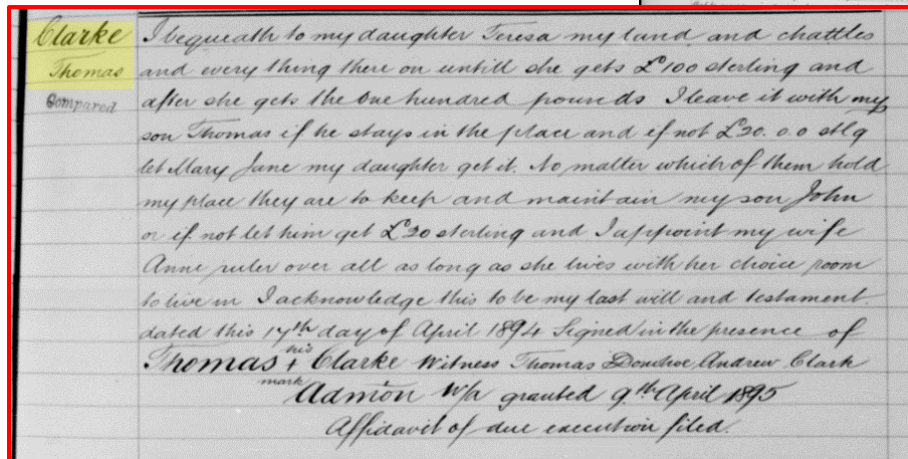 Clarke
Thomas
Compared
I bequeath to my daughter Teresa my land and chattles
and every thing there on untill she gets £100 sterling and
after she gets the One hundred pounds I leave it with my
son Thomas if he stays in the place and if not £20. 0. 0 stlg
let Mary Jane my daughter get it. No matter which of them hold
my place they are to keep and maintain my son John
or if not let him get £20 sterling and I appoint my wife
Anne ruler over all as long as she lives with her choice room
to live in I acknowledge this to be my last will and testament.
dated this 17th day of April 1894 Signed in the presence of
Thomas his + mark Clarke Witness Thomas Donohoe, Andrew Clark
Admon W/a granted 9th April 1895
Affidavit of due execution filed.